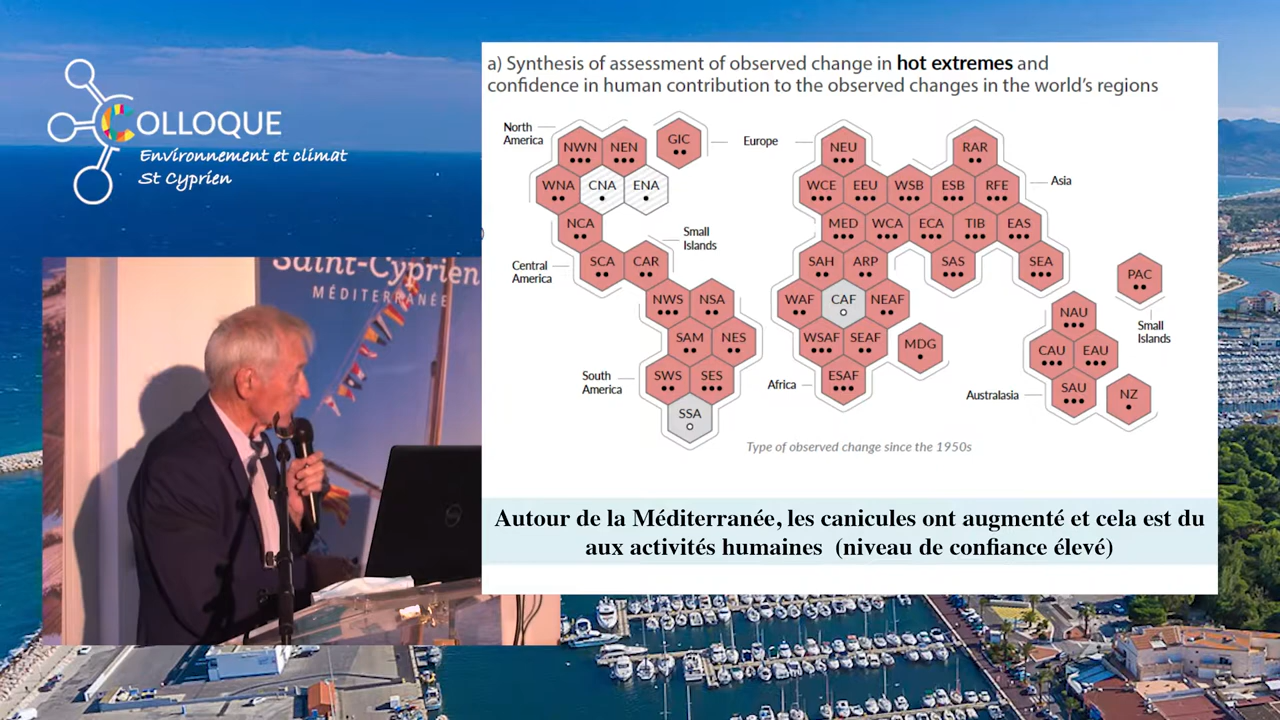 COLLOQUE
Environnement et climat
St Cyprien
Saint-Cyprien
MÉDITERRANÉE
DELL
a) Synthesis of assessment of observed change in hot extremes and
confidence in human contribution to the observed changes in the world's regions
North
America
NWN
NEN
GIC
Europe
NEU
RAR
WNA
CNA
ENA
WCE
EEU
WSB
ESB
RFE
Asia
NCA
MED
WCA
ECA
TIB
EAS
Small
Islands
Central
America
SCA
CAR
SAH
ARP
SAS
SEA
PAC
NWS
NSA
WAF
CAF
NEAF
NAU
Small
Islands
SAM
NES
WSAF
SEAF
MDG
CAU
EAU
South
America
SWS
SES
Africa
ESAF
Australasia
SAU
NZ
SSA
Type of observed change since the 1950s
Autour de la Méditerranée, les canicules ont augmenté et cela est du
aux activités humaines (niveau de confiance élevé)